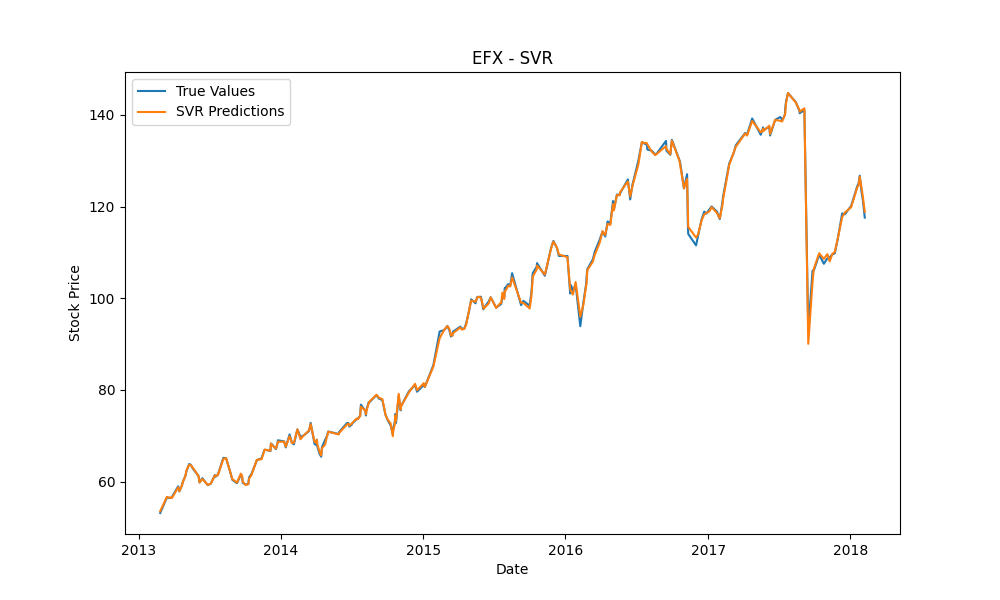 EFX - SVR
True Values
SVR Predictions
140
120
100
80
60
Stock Price
2013 2014 2015 2016 2017 2018
Date